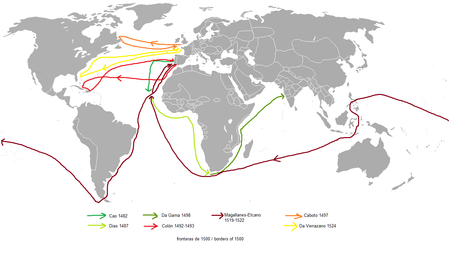 Cao 1482
Da Gama 1498
Magallanes-Elcano
1519-1522
Caboto 1497
Dias 1487
Colón 1492-1493
Da Verrazano 1524
fronteras de 1500 / borders of 1500